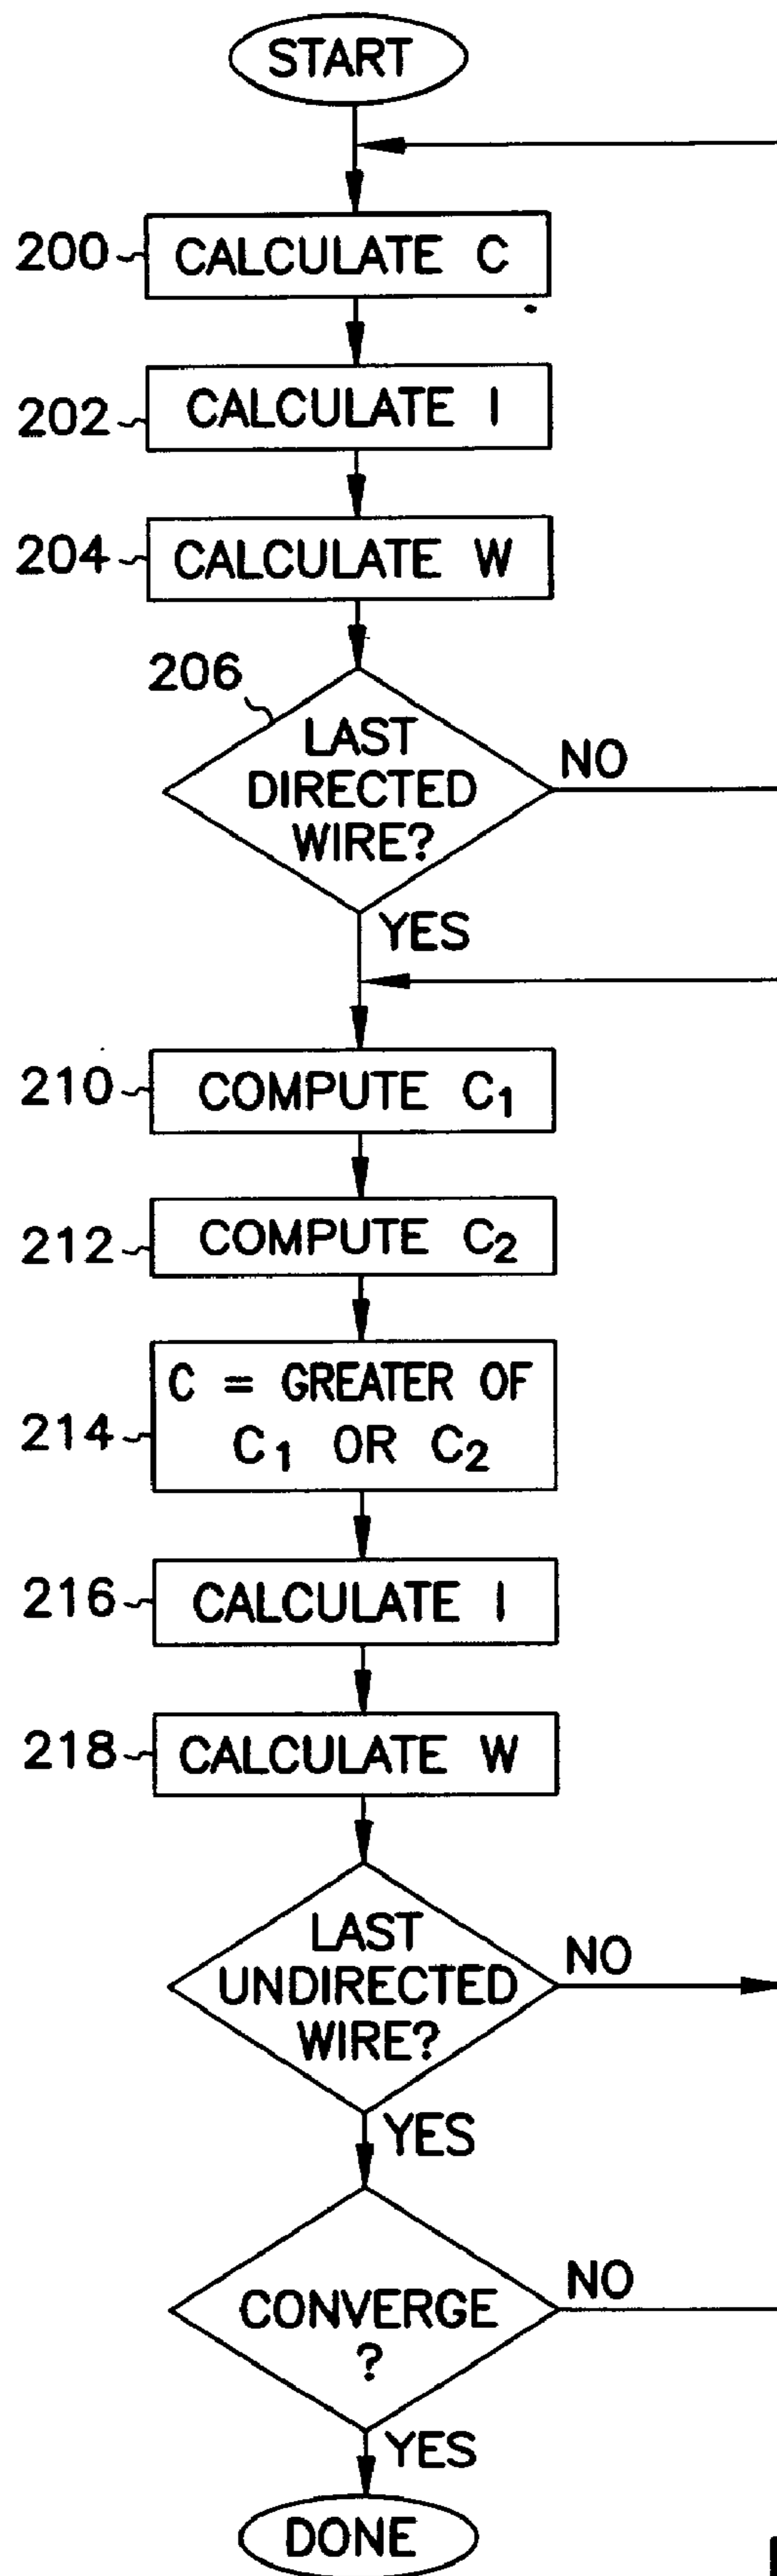 START
200
CALCULATE C
202
CALCULATE I
204
CALCULATE W
206
LAST
DIRECTED
WIRE?
NO
YES
210
COMPUTE C₁
212
COMPUTE C₂
214
C = GREATER OF
C₁ OR C₂
216
CALCULATE I
218
CALCULATE W
LAST
UNDIRECTED
WIRE?
NO
YES
CONVERGE
?
NO
YES
DONE